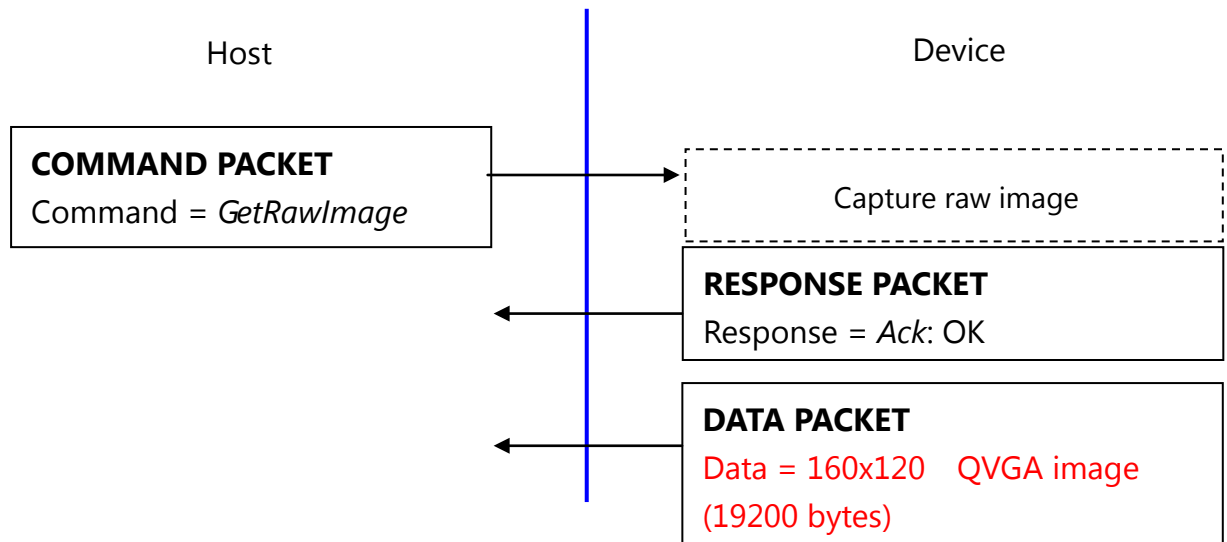 Host
Device
COMMAND PACKET
Command = GetRawImage
Capture raw image
RESPONSE PACKET
Response = Ack: OK
DATA PACKET
Data = 160x120 QVGA image
(19200 bytes)